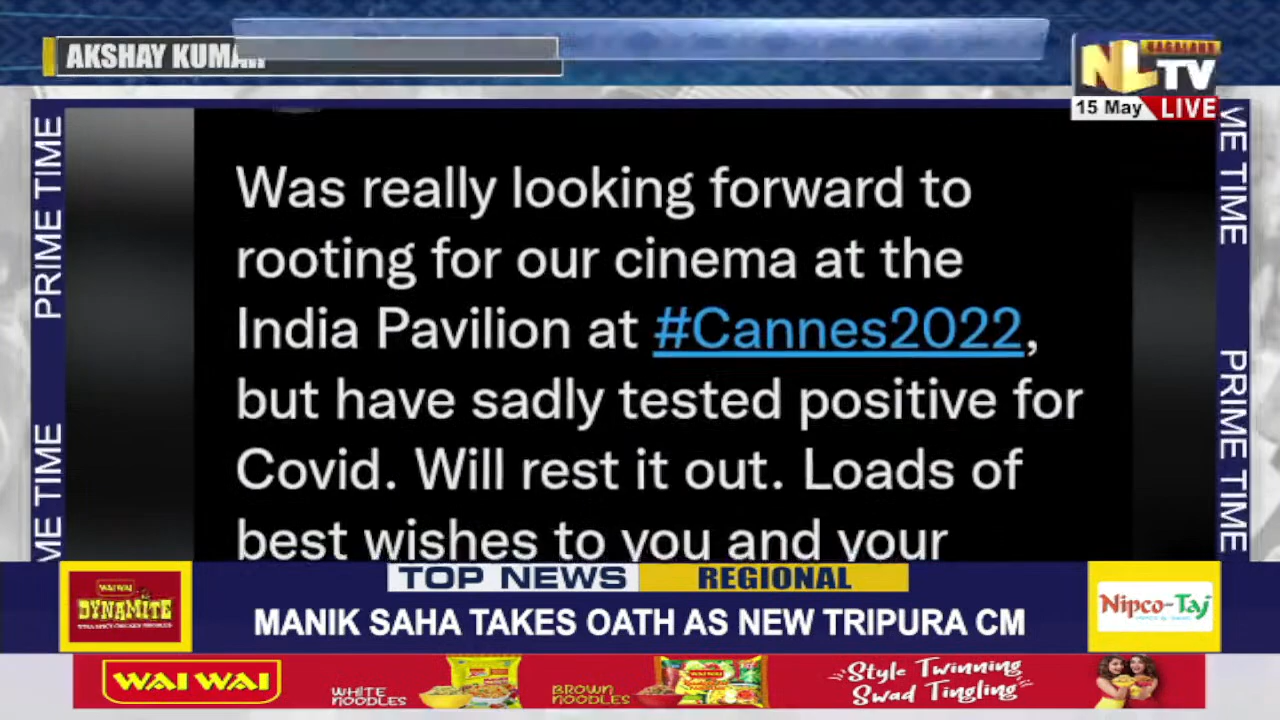 AKSHAY KUMAR
NAGALAND
NL TV
15 May LIVE
PRIME TIME
ME TIME
ME TIME
PRIME TIME
Was really looking forward to
rooting for our cinema at the
India Pavilion at #Cannes2022,
but have sadly tested positive for
Covid. Will rest it out. Loads of
best wishes to you and your
TOP NEWS REGIONAL
WAI WAI
DYNAMITE
MANIK SAHA TAKES OATH AS NEW TRIPURA CM
Nipco-Taj
WAI WAI
WHITE
NOODLES
BROWN
NOODLES
Style Twinning
Swad Tingling